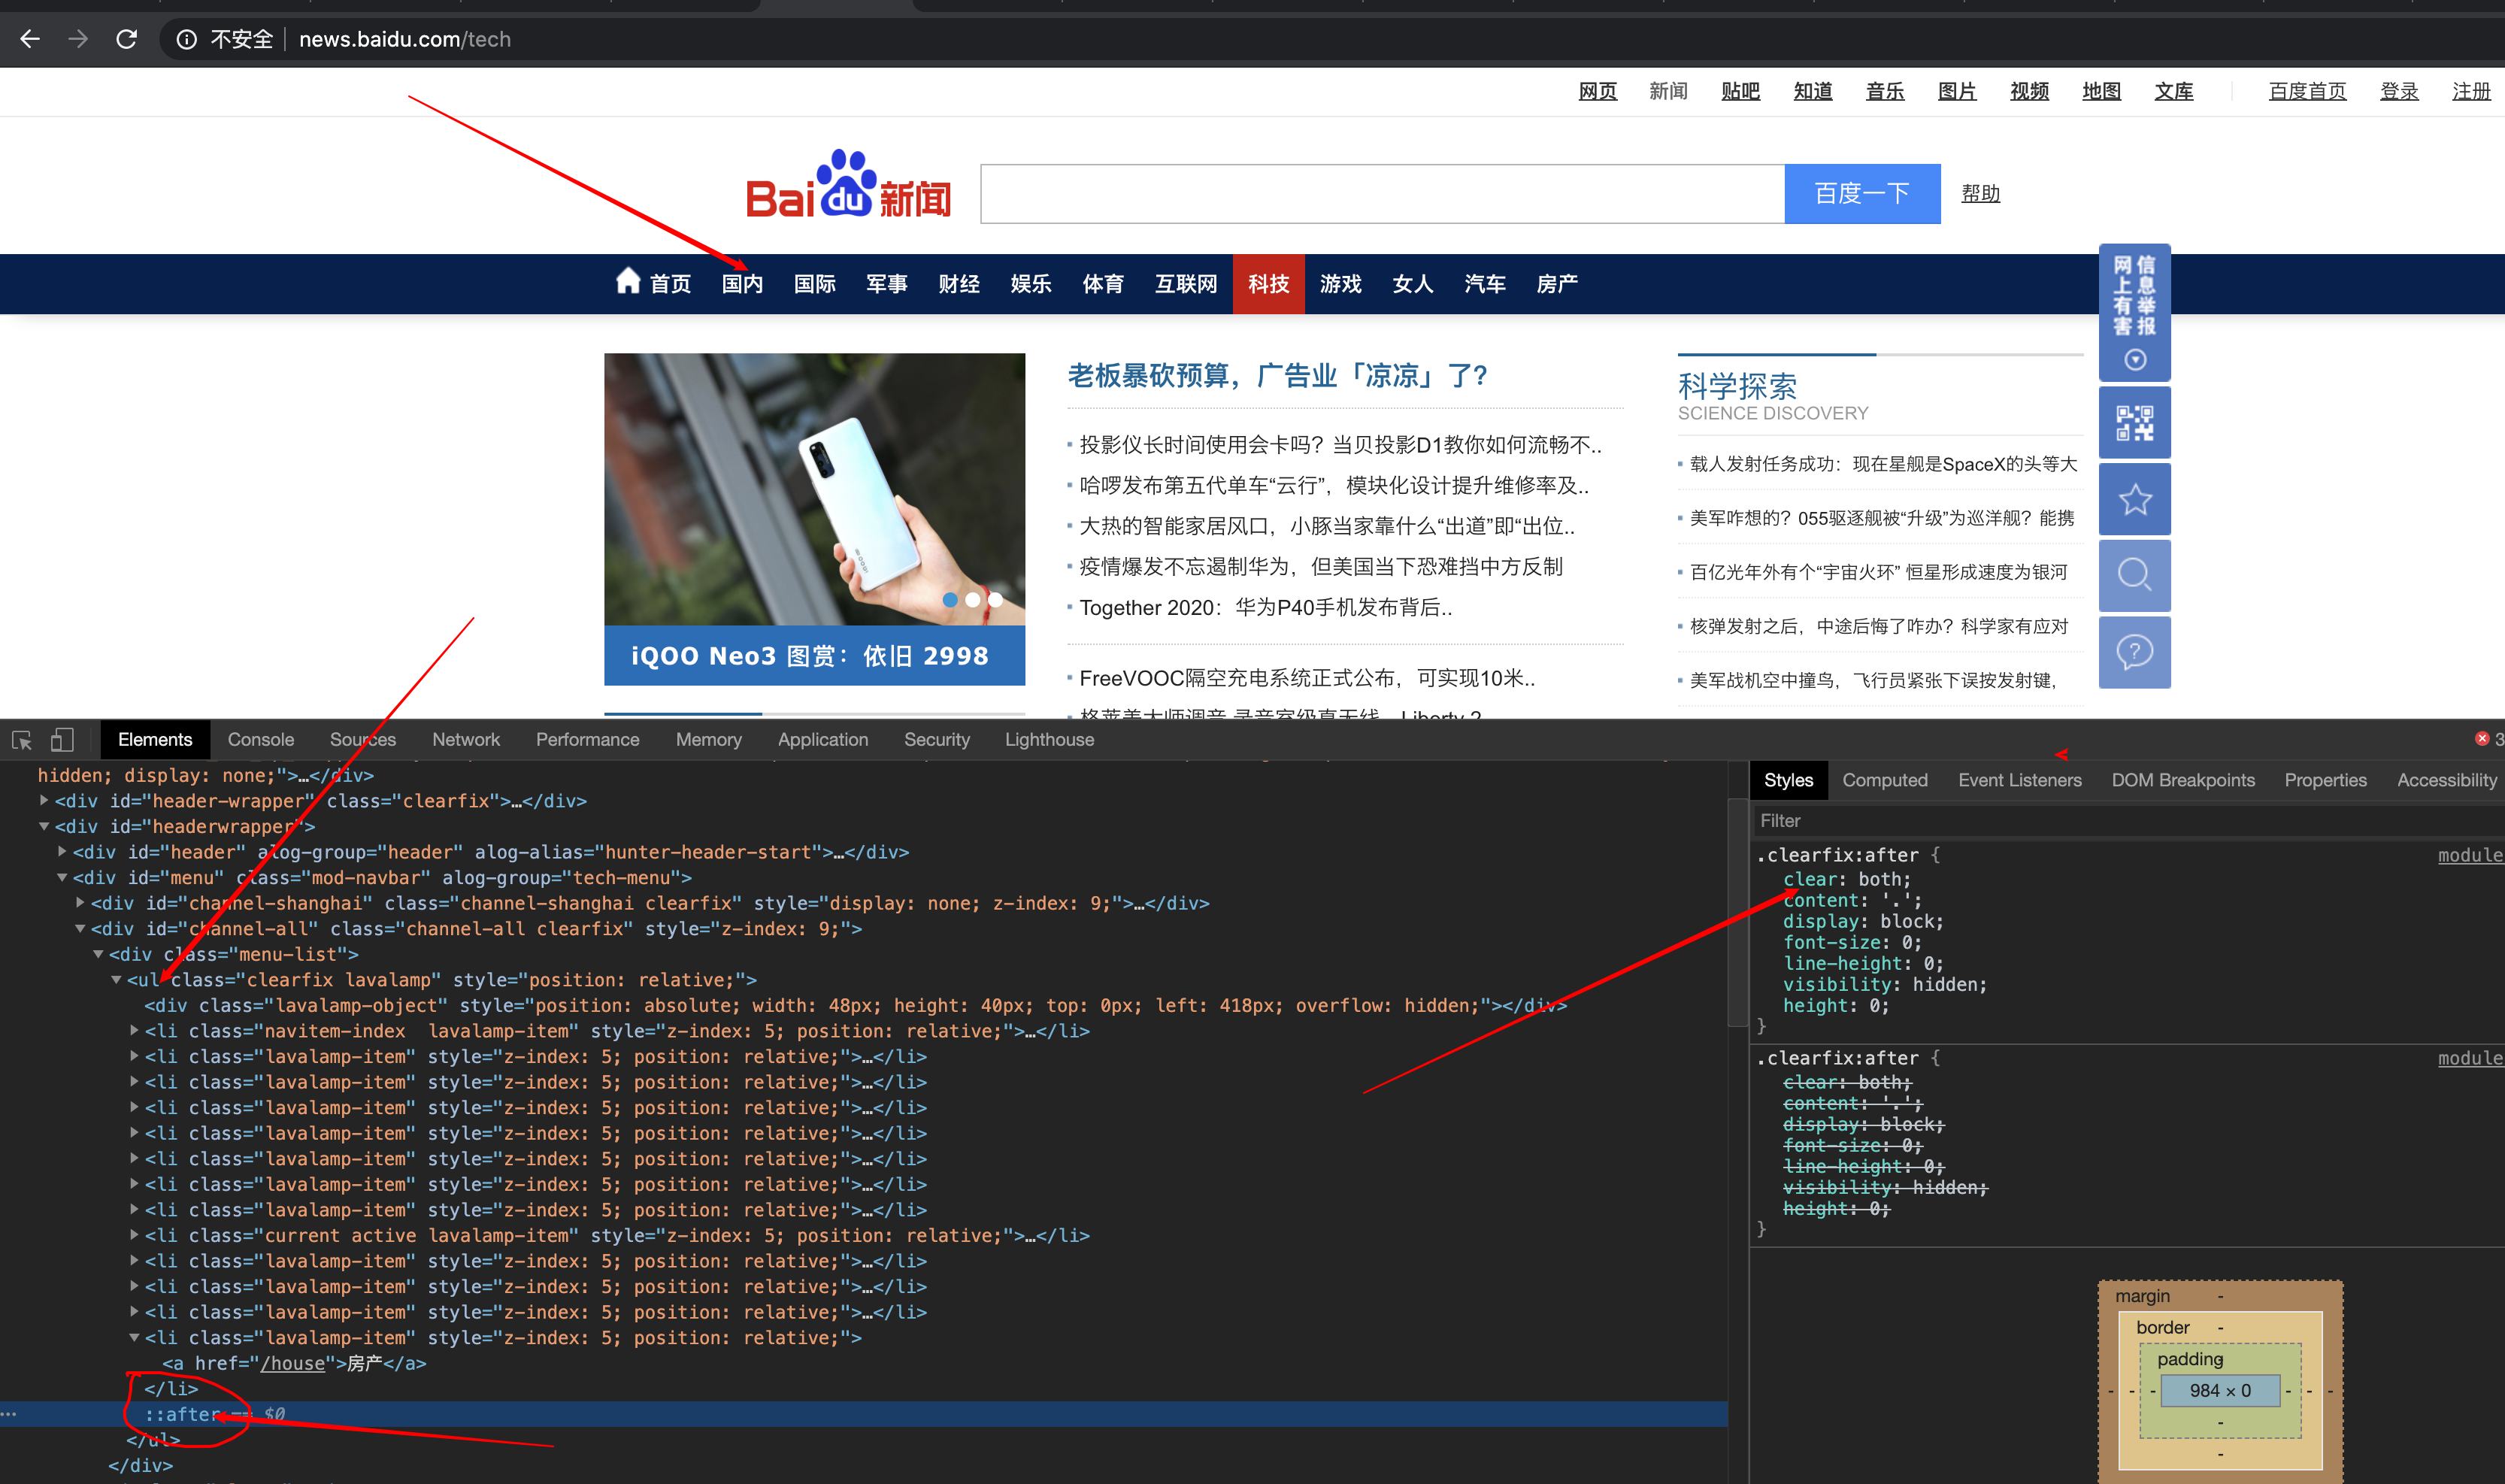 不安全 news.baidu.com/tech
网页 新闻 贴吧 知道 音乐 图片 视频 地图 文库 百度首页 登录 注册
Bai du 新闻 百度一下 帮助
首页 国内 国际 军事 财经 娱乐 体育 互联网 科技 游戏 女人 汽车 房产
网上有害信息举报
iQOO Neo3 图赏：依旧 2998
老板暴砍预算，广告业「凉凉」了?
投影仪长时间使用会卡吗？当贝投影D1教你如何流畅不..
哈啰发布第五代单车“云行”，模块化设计提升维修率及..
大热的智能家居风口，小豚当家靠什么“出道”即“出位..
疫情爆发不忘遏制华为，但美国当下恐难挡中方反制
Together 2020：华为P40手机发布背后..
FreeVOOC隔空充电系统正式公布，可实现10米..
科学探索
SCIENCE DISCOVERY
载人发射任务成功：现在星舰是SpaceX的头等大
美军咋想的？055驱逐舰被“升级”为巡洋舰？能携
百亿光年外有个“宇宙火环” 恒星形成速度为银河
核弹发射之后，中途后悔了咋办？科学家有应对
美军战机空中撞鸟，飞行员紧张下误按发射键，
Elements Console Sources Network Performance Memory Application Security Lighthouse 3
hidden; display: none;">…</div>
<div id="header-wrapper" class="clearfix">…</div>
<div id="headerwrapper">
<div id="header" alog-group="header" alog-alias="hunter-header-start">…</div>
<div id="menu" class="mod-navbar" alog-group="tech-menu">
<div id="channel-shanghai" class="channel-shanghai clearfix" style="display: none; z-index: 9;">…</div>
<div id="channel-all" class="channel-all clearfix" style="z-index: 9;">
<div class="menu-list">
<ul class="clearfix lavalamp" style="position: relative;">
<div class="lavalamp-object" style="position: absolute; width: 48px; height: 40px; top: 0px; left: 418px; overflow: hidden;"></div>
<li class="navitem-index  lavalamp-item" style="z-index: 5; position: relative;">…</li>
<li class="lavalamp-item" style="z-index: 5; position: relative;">…</li>
<li class="lavalamp-item" style="z-index: 5; position: relative;">…</li>
<li class="lavalamp-item" style="z-index: 5; position: relative;">…</li>
<li class="lavalamp-item" style="z-index: 5; position: relative;">…</li>
<li class="lavalamp-item" style="z-index: 5; position: relative;">…</li>
<li class="lavalamp-item" style="z-index: 5; position: relative;">…</li>
<li class="lavalamp-item" style="z-index: 5; position: relative;">…</li>
<li class="current active lavalamp-item" style="z-index: 5; position: relative;">…</li>
<li class="lavalamp-item" style="z-index: 5; position: relative;">…</li>
<li class="lavalamp-item" style="z-index: 5; position: relative;">…</li>
<li class="lavalamp-item" style="z-index: 5; position: relative;">…</li>
<li class="lavalamp-item" style="z-index: 5; position: relative;">
<a href="/house">房产</a>
</li>
::after == $0
</ul>
</div>
Styles Computed Event Listeners DOM Breakpoints Properties Accessibility
Filter
.clearfix:after { module
clear: both;
content: '.';
display: block;
font-size: 0;
line-height: 0;
visibility: hidden;
height: 0;
}
.clearfix:after { module
clear: both;
content: '.';
display: block;
font-size: 0;
line-height: 0;
visibility: hidden;
height: 0;
}
margin -
border -
padding
- - - 984 × 0 - - -
-
-